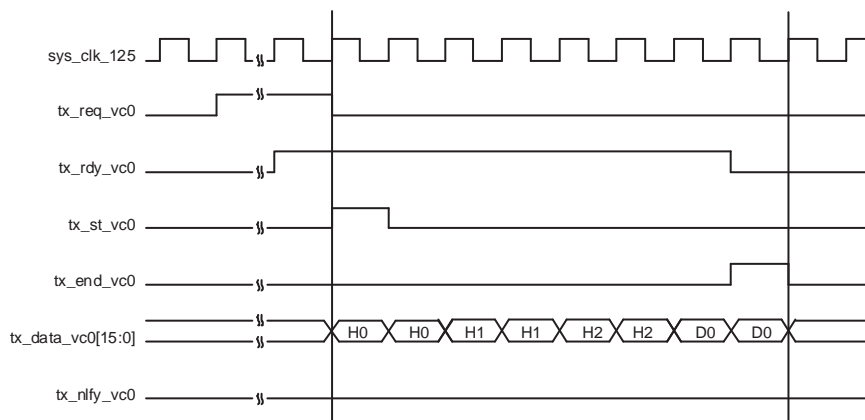 sys_clk_125
tx_req_vc0
tx_rdy_vc0
tx_st_vc0
tx_end_vc0
tx_data_vc0[15:0]
H0 H0 H1 H1 H2 H2 D0 D0
tx_nlfy_vc0